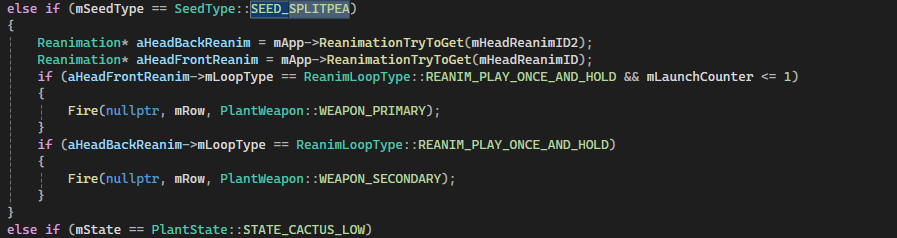 else if (mSeedType == SeedType::SEED_SPLITPEA)
{
Reanimation* aHeadBackReanim = mApp->ReanimationTryToGet(mHeadReanimID2);
Reanimation* aHeadFrontReanim = mApp->ReanimationTryToGet(mHeadReanimID);
if (aHeadFrontReanim->mLoopType == ReanimLoopType::REANIM_PLAY_ONCE_AND_HOLD && mLaunchCounter <= 1)
{
Fire(nullptr, mRow, PlantWeapon::WEAPON_PRIMARY);
}
if (aHeadBackReanim->mLoopType == ReanimLoopType::REANIM_PLAY_ONCE_AND_HOLD)
{
Fire(nullptr, mRow, PlantWeapon::WEAPON_SECONDARY);
}
}
else if (mState == PlantState::STATE_CACTUS_LOW)